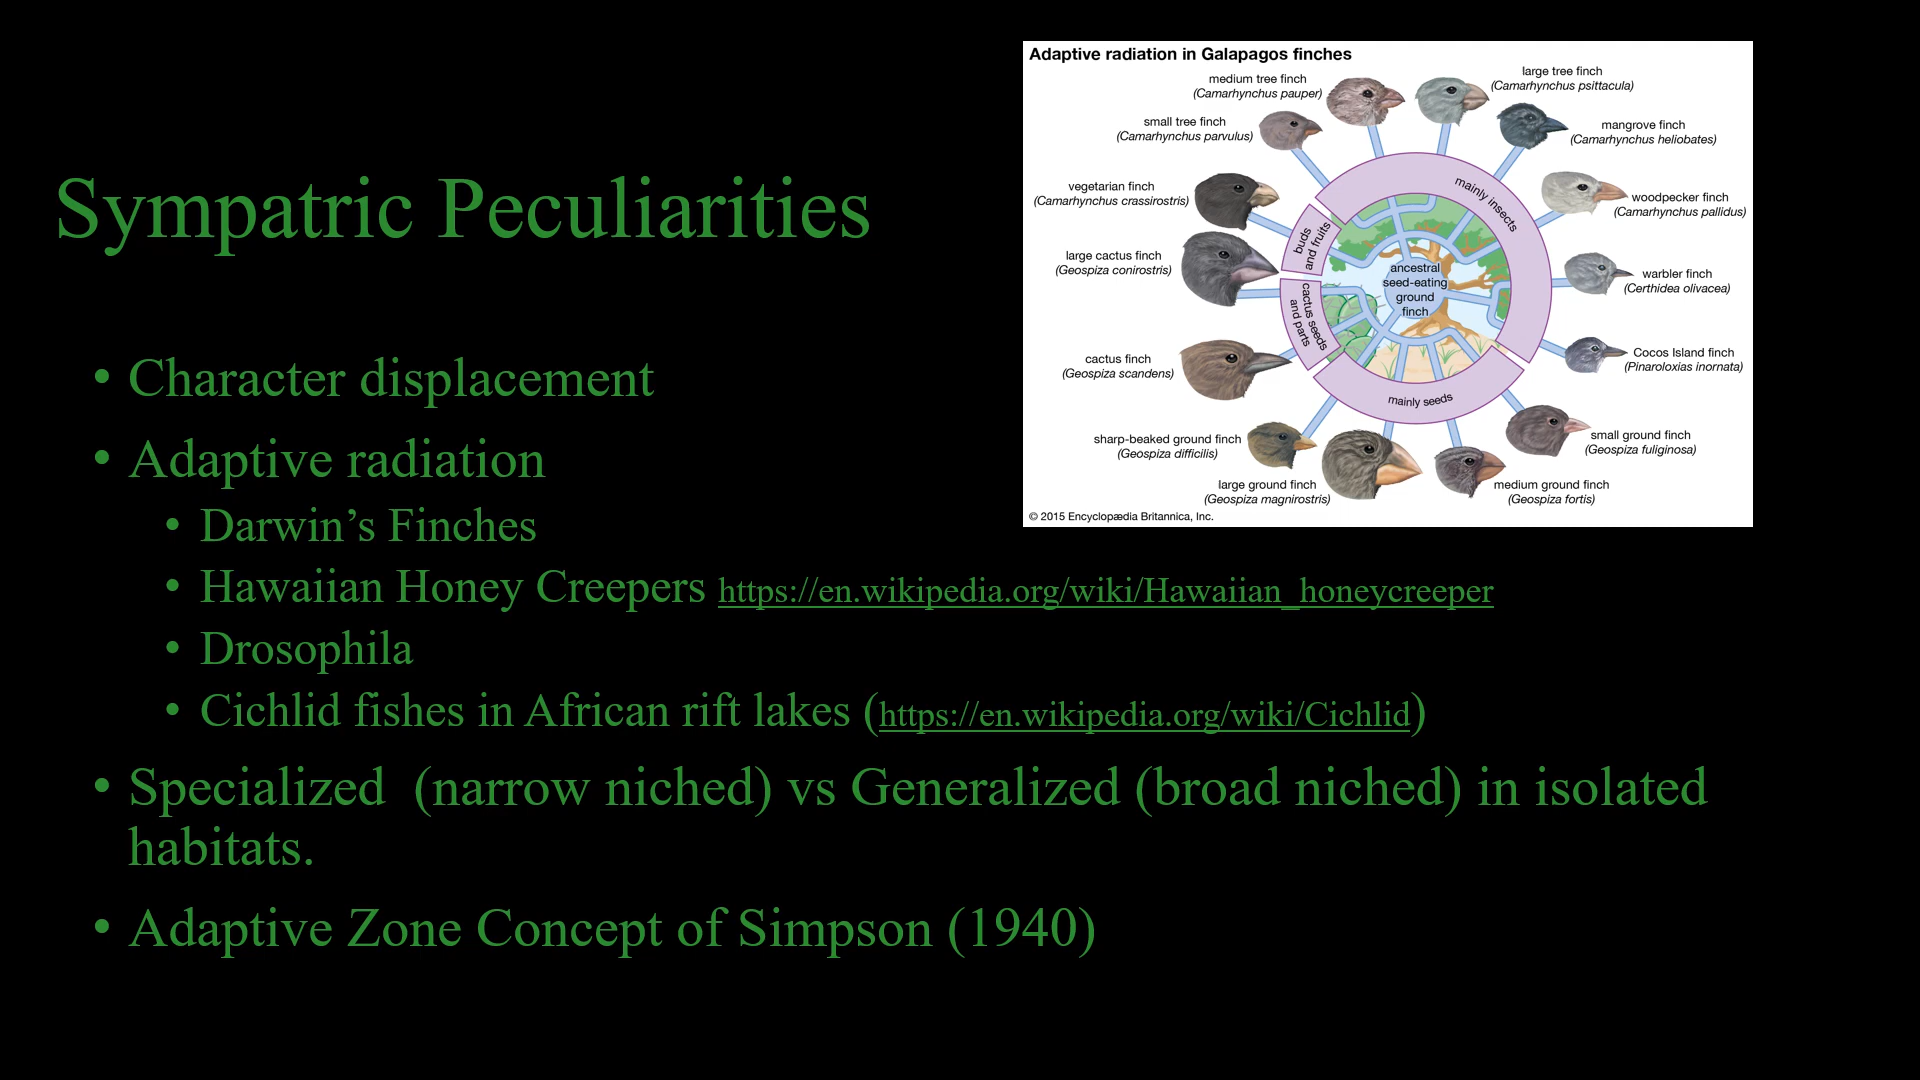 Sympatric Peculiarities
• Character displacement
• Adaptive radiation
• Darwin’s Finches
• Hawaiian Honey Creepers https://en.wikipedia.org/wiki/Hawaiian_honeycreeper
• Drosophila
• Cichlid fishes in African rift lakes (https://en.wikipedia.org/wiki/Cichlid)
• Specialized  (narrow niched) vs Generalized (broad niched) in isolated
habitats.
• Adaptive Zone Concept of Simpson (1940)
Adaptive radiation in Galapagos finches
medium tree finch
(Camarhynchus pauper)
large tree finch
(Camarhynchus psittacula)
small tree finch
(Camarhynchus parvulus)
mangrove finch
(Camarhynchus heliobates)
vegetarian finch
(Camarhynchus crassirostris)
woodpecker finch
(Camarhynchus pallidus)
large cactus finch
(Geospiza conirostris)
warbler finch
(Certhidea olivacea)
cactus finch
(Geospiza scandens)
Cocos Island finch
(Pinaroloxias inornata)
sharp-beaked ground finch
(Geospiza difficilis)
small ground finch
(Geospiza fuliginosa)
large ground finch
(Geospiza magnirostris)
medium ground finch
(Geospiza fortis)
mainly insects
buds
and fruits
cactus seeds
and parts
mainly seeds
ancestral
seed-eating
ground
finch
© 2015 Encyclopædia Britannica, Inc.